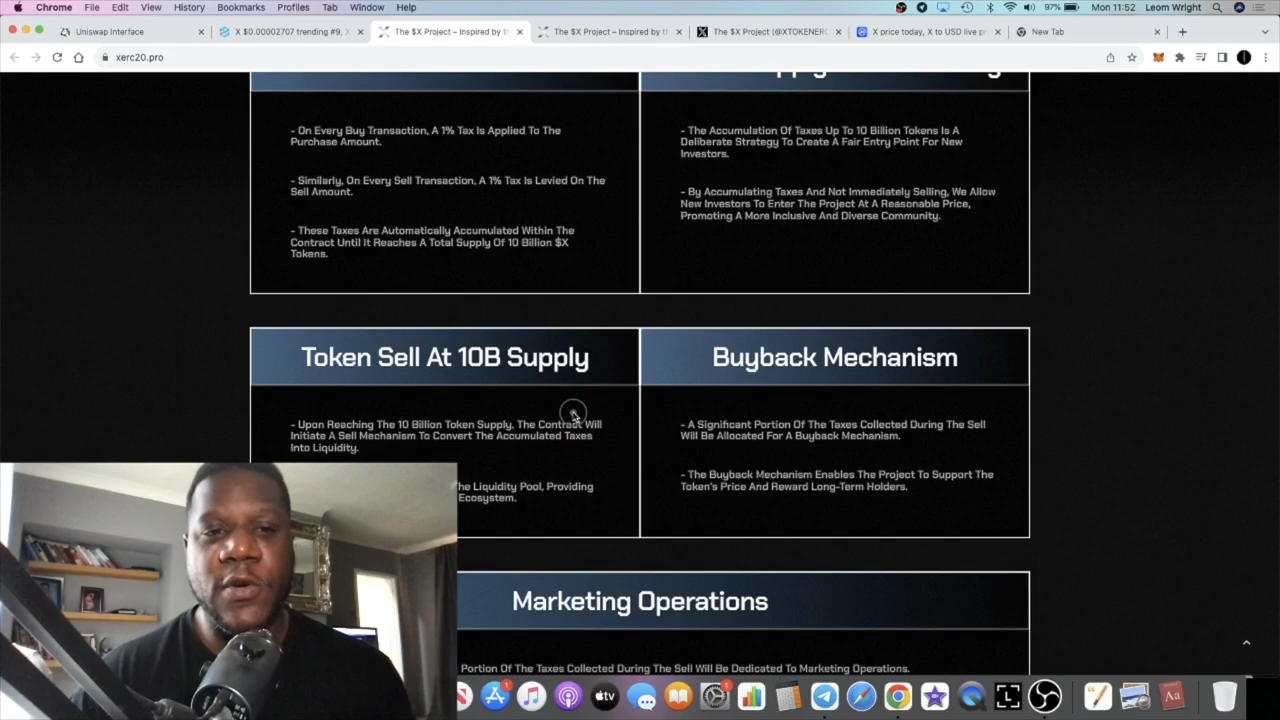 Chrome File Edit View History Bookmarks Profiles Tab Window Help 97% Mon 11:52 Leom Wright
Uniswap Interface X $0.00002707 trending #9, X The $X Project – Inspired by the The $X Project – Inspired by th The $X Project (@XTOKENERC X price today, X to USD live pr New Tab
xerc20.pro
- On Every Buy Transaction, A 1% Tax Is Applied To The
Purchase Amount.
- Similarly, On Every Sell Transaction, A 1% Tax Is Levied On The
Sell Amount.
- These Taxes Are Automatically Accumulated Within The
Contract Until It Reaches A Total Supply Of 10 Billion $X
Tokens.
- The Accumulation Of Taxes Up To 10 Billion Tokens Is A
Deliberate Strategy To Create A Fair Entry Point For New
Investors.
- By Accumulating Taxes And Not Immediately Selling, We Allow
New Investors To Enter The Project At A Reasonable Price,
Promoting A More Inclusive And Diverse Community.
Token Sell At 10B Supply
- Upon Reaching The 10 Billion Token Supply, The Contract Will
Initiate A Sell Mechanism To Convert The Accumulated Taxes
Into Liquidity.
he Liquidity Pool, Providing
Ecosystem.
Buyback Mechanism
- A Significant Portion Of The Taxes Collected During The Sell
Will Be Allocated For A Buyback Mechanism.
- The Buyback Mechanism Enables The Project To Support The
Token's Price And Reward Long-Term Holders.
Marketing Operations
Portion Of The Taxes Collected During The Sell Will Be Dedicated To Marketing Operations.
tv
Aa